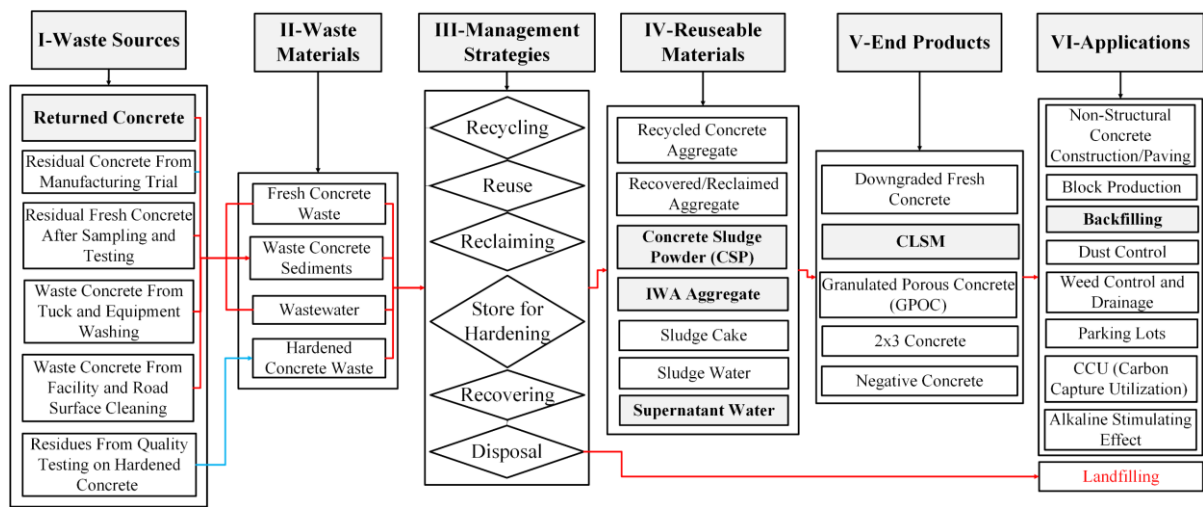 I-Waste Sources
Returned Concrete
Residual Concrete From
Manufacturing Trial
Residual Fresh Concrete
After Sampling and
Testing
Waste Concrete From
Tuck and Equipment
Washing
Waste Concrete From
Facility and Road
Surface Cleaning
Residues From Quality
Testing on Hardened
Concrete
II-Waste
Materials
Fresh Concrete
Waste
Waste Concrete
Sediments
Wastewater
Hardened
Concrete Waste
III-Management
Strategies
Recycling
Reuse
Reclaiming
Store for
Hardening
Recovering
Disposal
IV-Reuseable
Materials
Recycled Concrete
Aggregate
Recovered/Reclaimed
Aggregate
Concrete Sludge
Powder (CSP)
IWA Aggregate
Sludge Cake
Sludge Water
Supernatant Water
V-End Products
Downgraded Fresh
Concrete
CLSM
Granulated Porous Concrete
(GPOC)
2x3 Concrete
Negative Concrete
VI-Applications
Non-Structural
Concrete
Construction/Paving
Block Production
Backfilling
Dust Control
Weed Control and
Drainage
Parking Lots
CCU (Carbon
Capture Utilization)
Alkaline Stimulating
Effect
Landfilling